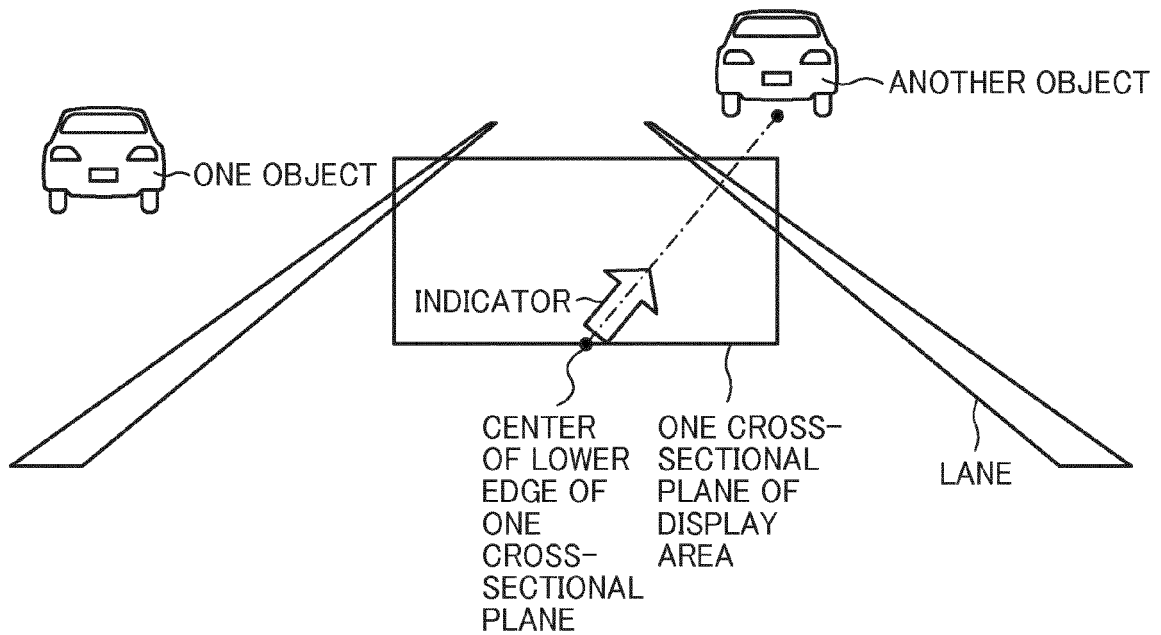 ANOTHER OBJECT
ONE OBJECT
INDICATOR
CENTER
OF LOWER
EDGE OF
ONE
CROSS-
SECTIONAL
PLANE
ONE CROSS-
SECTIONAL
PLANE OF
DISPLAY
AREA
LANE